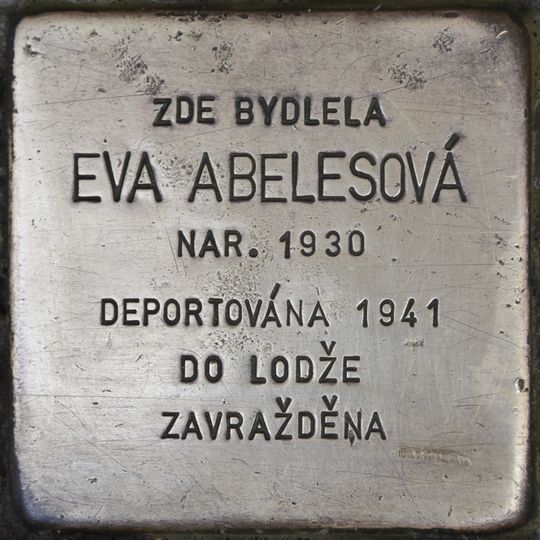 ZDE BYDLELA
EVA ABELESOVÁ
NAR. 1930
DEPORTOVÁNA 1941
DO LODŽE
ZAVRAŽDĚNA